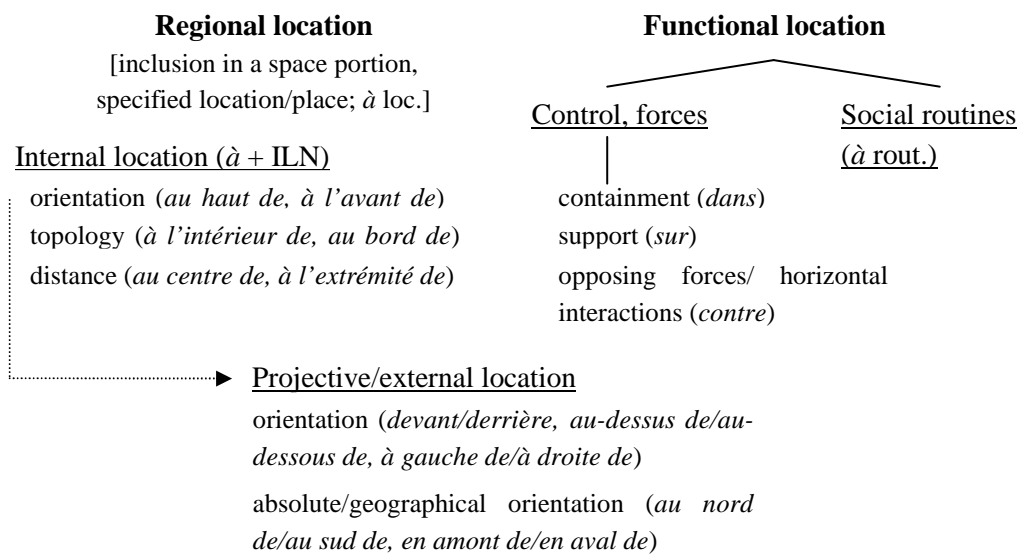 Regional location
[inclusion in a space portion,
specified location/place; à loc.]
Internal location (à + ILN)
orientation (au haut de, à l'avant de)
topology (à l'intérieur de, au bord de)
distance (au centre de, à l'extrémité de)
Functional location
Control, forces
containment (dans)
support (sur)
opposing forces/ horizontal
interactions (contre)
Social routines
(à rout.)
Projective/external location
orientation (devant/derrière, au-dessus de/au-
dessous de, à gauche de/à droite de)
absolute/geographical orientation (au nord
de/au sud de, en amont de/en aval de)